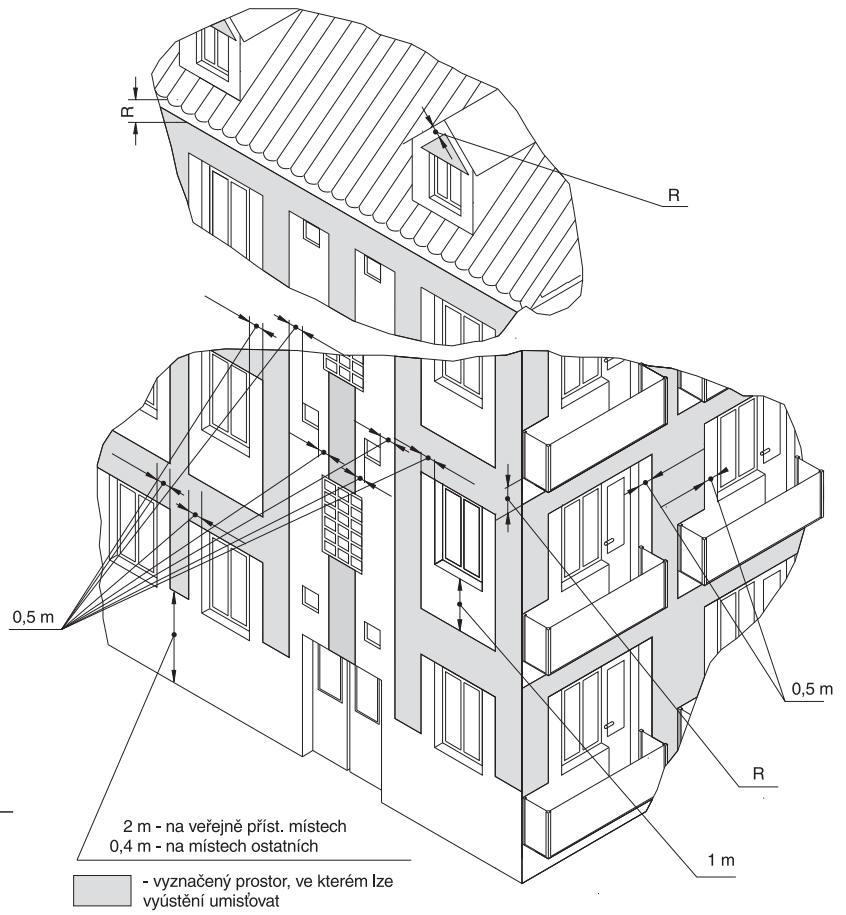 R
R
0,5 m
0,5 m
R
2 m - na veřejně příst. místech
0,4 m - na místech ostatních
1 m
- vyznačený prostor, ve kterém lze
vyústění umisťovat